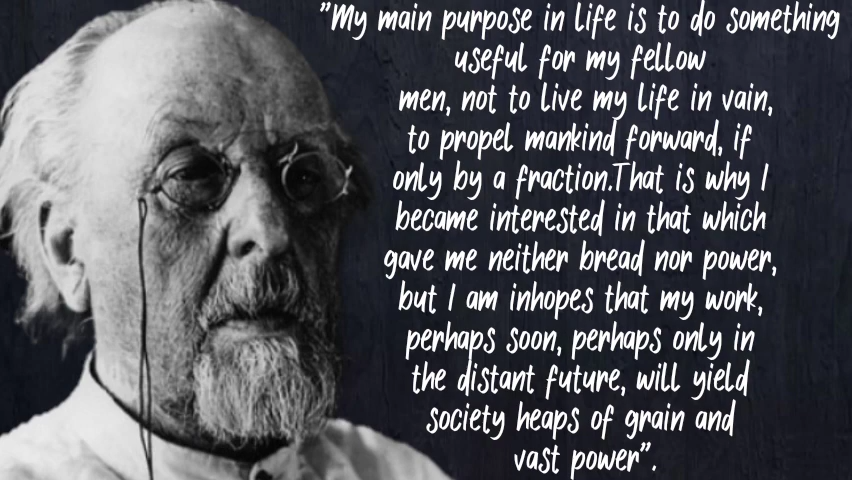 "My main purpose in life is to do something
useful for my fellow
men, not to live my life in vain,
to propel mankind forward, if
only by a fraction.That is why I
became interested in that which
gave me neither bread nor power,
but I am inhopes that my work,
perhaps soon, perhaps only in
the distant future, will yield
society heaps of grain and
vast power".